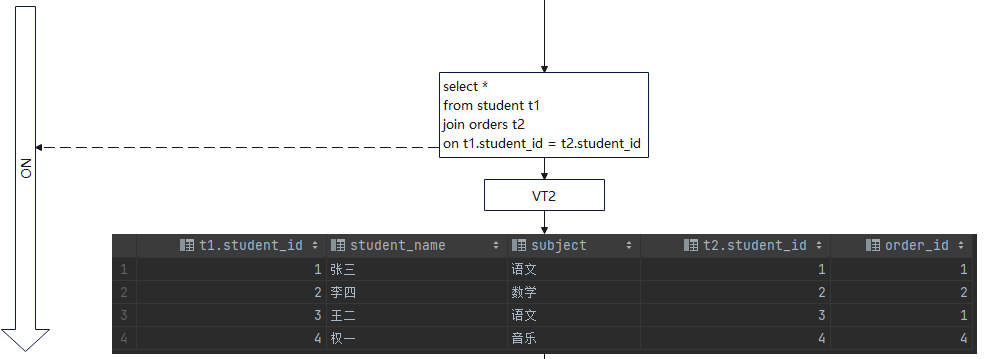 select *
from student t1
join orders t2
on t1.student_id = t2.student_id
ON
VT2
t1.student_id student_name subject t2.student_id order_id
1 1 张三 语文 1 1
2 2 李四 数学 2 2
3 3 王二 语文 3 1
4 4 权一 音乐 4 4